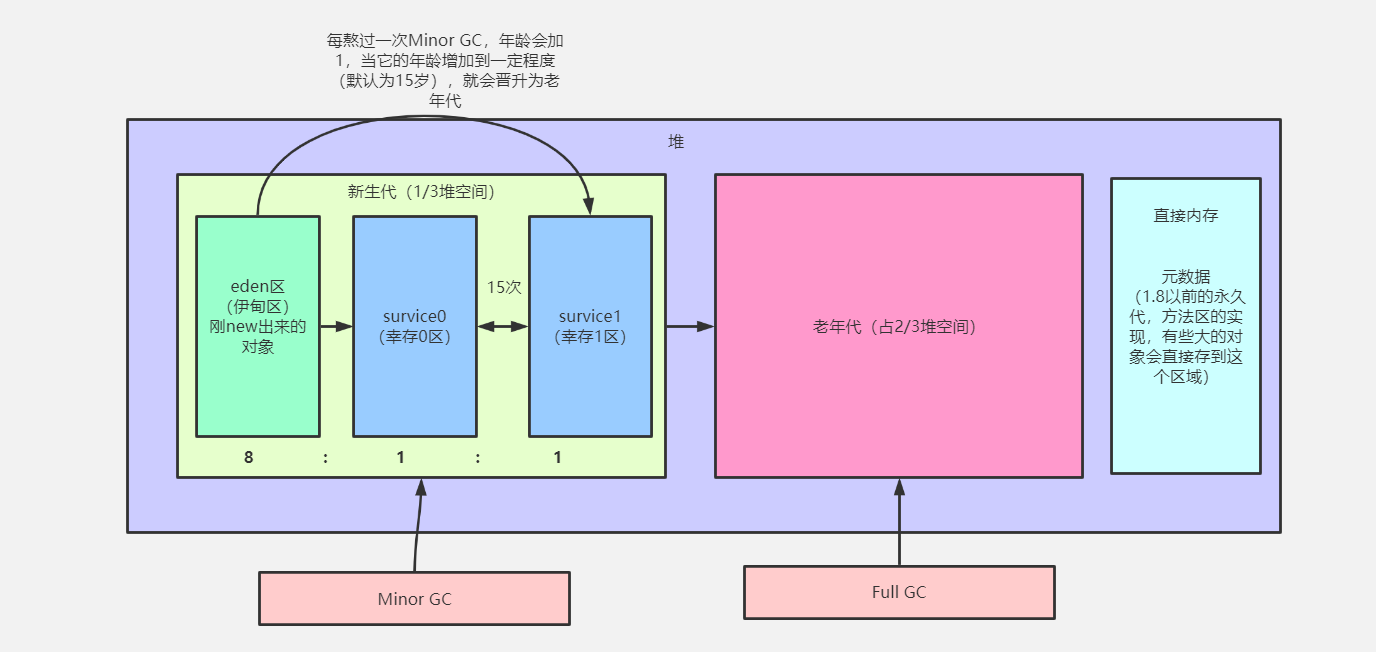 每熬过一次Minor GC，年龄会加
1，当它的年龄增加到一定程度
（默认为15岁），就会晋升为老
年代
堆
新生代（1/3堆空间）
eden区
（伊甸区）
刚new出来的
对象
survice0
（幸存0区）
15次
survice1
（幸存1区）
8 : 1 : 1
老年代（占2/3堆空间）
直接内存
元数据
（1.8以前的永久
代，方法区的实
现，有些大的对
象会直接存到这
个区域）
Minor GC
Full GC